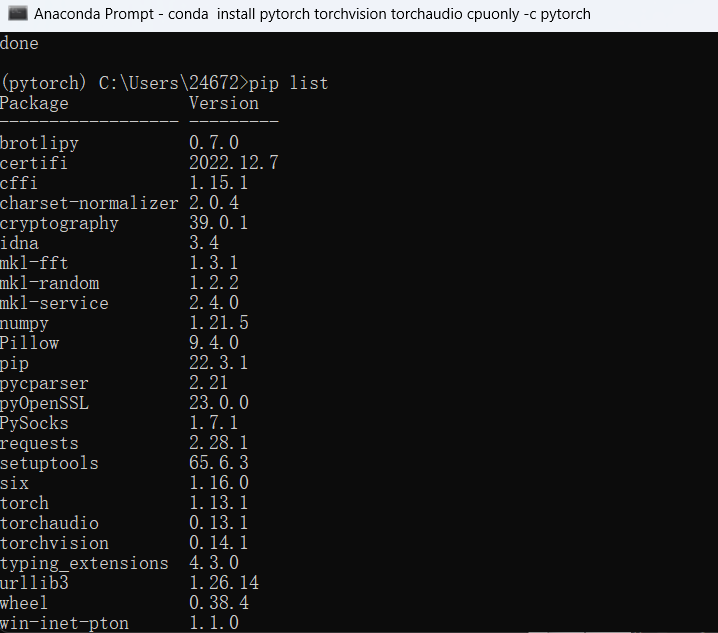 Anaconda Prompt - conda  install pytorch torchvision torchaudio cpuonly -c pytorch
done
(pytorch) C:\Users\24672>pip list
Package            Version
------------------ ---------
brotlipy           0.7.0
certifi            2022.12.7
cffi               1.15.1
charset-normalizer 2.0.4
cryptography       39.0.1
idna               3.4
mkl-fft            1.3.1
mkl-random         1.2.2
mkl-service        2.4.0
numpy              1.21.5
Pillow             9.4.0
pip                22.3.1
pycparser          2.21
pyOpenSSL          23.0.0
PySocks            1.7.1
requests           2.28.1
setuptools         65.6.3
six                1.16.0
torch              1.13.1
torchaudio         0.13.1
torchvision        0.14.1
typing_extensions  4.3.0
urllib3            1.26.14
wheel              0.38.4
win-inet-pton      1.1.0